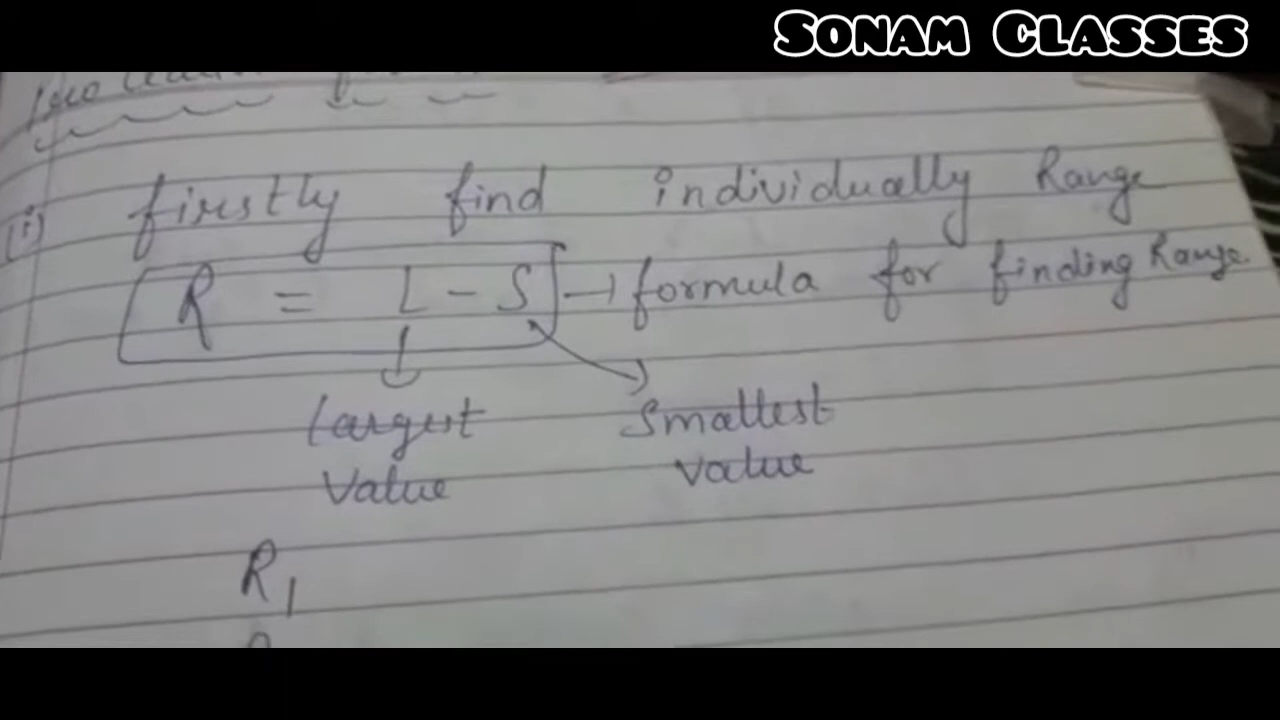 SONAM CLASSES
(i) firstly find individually Range
R = L - S → formula for finding Range
largest Smallest
Value value
R1